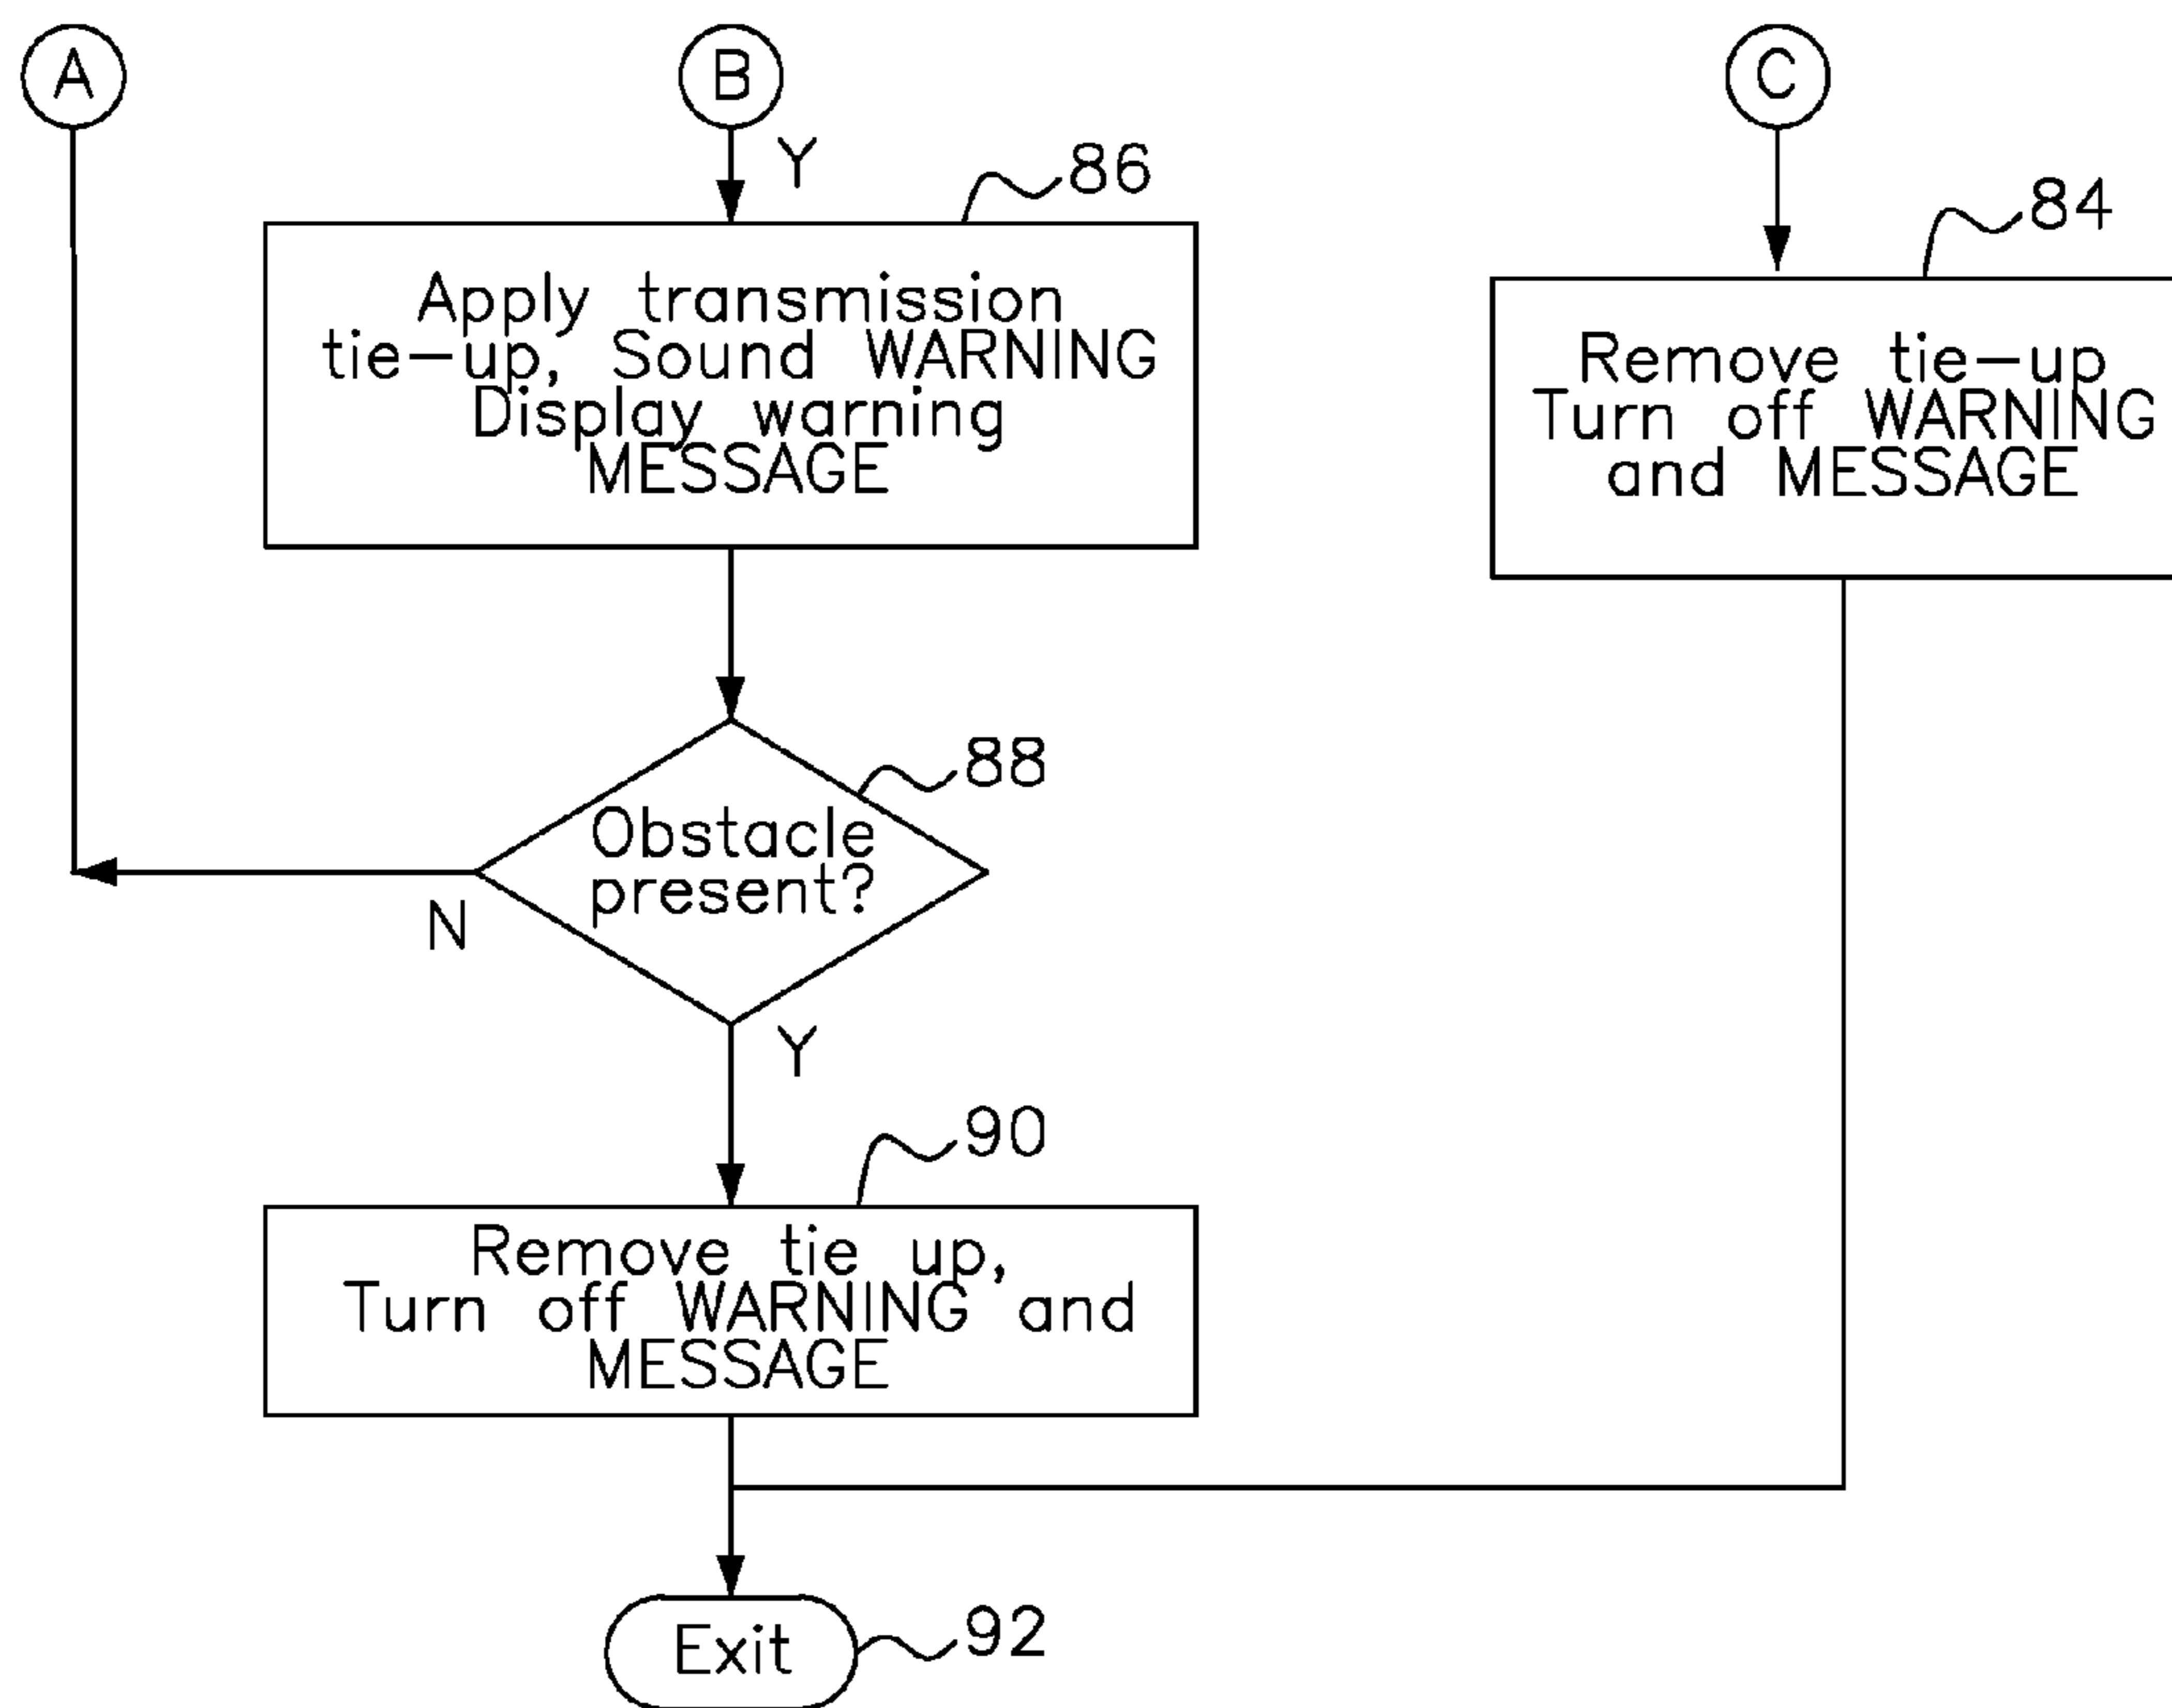 A
B
C
Y
86
84
Apply transmission
tie-up, Sound WARNING
Display warning
MESSAGE
Remove tie-up
Turn off WARNING
and MESSAGE
88
Obstacle
present?
N
Y
90
Remove tie up,
Turn off WARNING and
MESSAGE
Exit
92